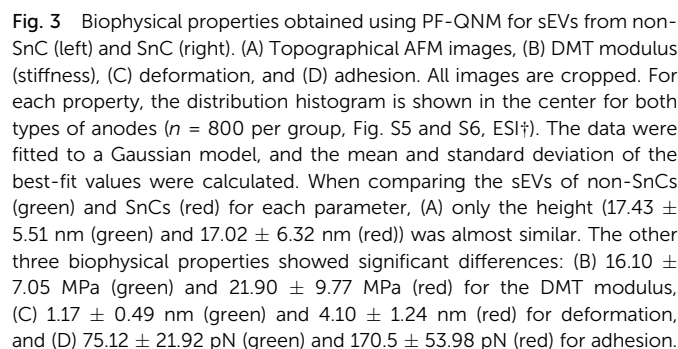 Fig. 3 Biophysical properties obtained using PF-QNM for sEVs from non-
SnC (left) and SnC (right). (A) Topographical AFM images, (B) DMT modulus
(stiffness), (C) deformation, and (D) adhesion. All images are cropped. For
each property, the distribution histogram is shown in the center for both
types of anodes (n = 800 per group, Fig. S5 and S6, ESI†). The data were
fitted to a Gaussian model, and the mean and standard deviation of the
best-fit values were calculated. When comparing the sEVs of non-SnCs
(green) and SnCs (red) for each parameter, (A) only the height (17.43 ±
5.51 nm (green) and 17.02 ± 6.32 nm (red)) was almost similar. The other
three biophysical properties showed significant differences: (B) 16.10 ±
7.05 MPa (green) and 21.90 ± 9.77 MPa (red) for the DMT modulus,
(C) 1.17 ± 0.49 nm (green) and 4.10 ± 1.24 nm (red) for deformation,
and (D) 75.12 ± 21.92 pN (green) and 170.5 ± 53.98 pN (red) for adhesion.